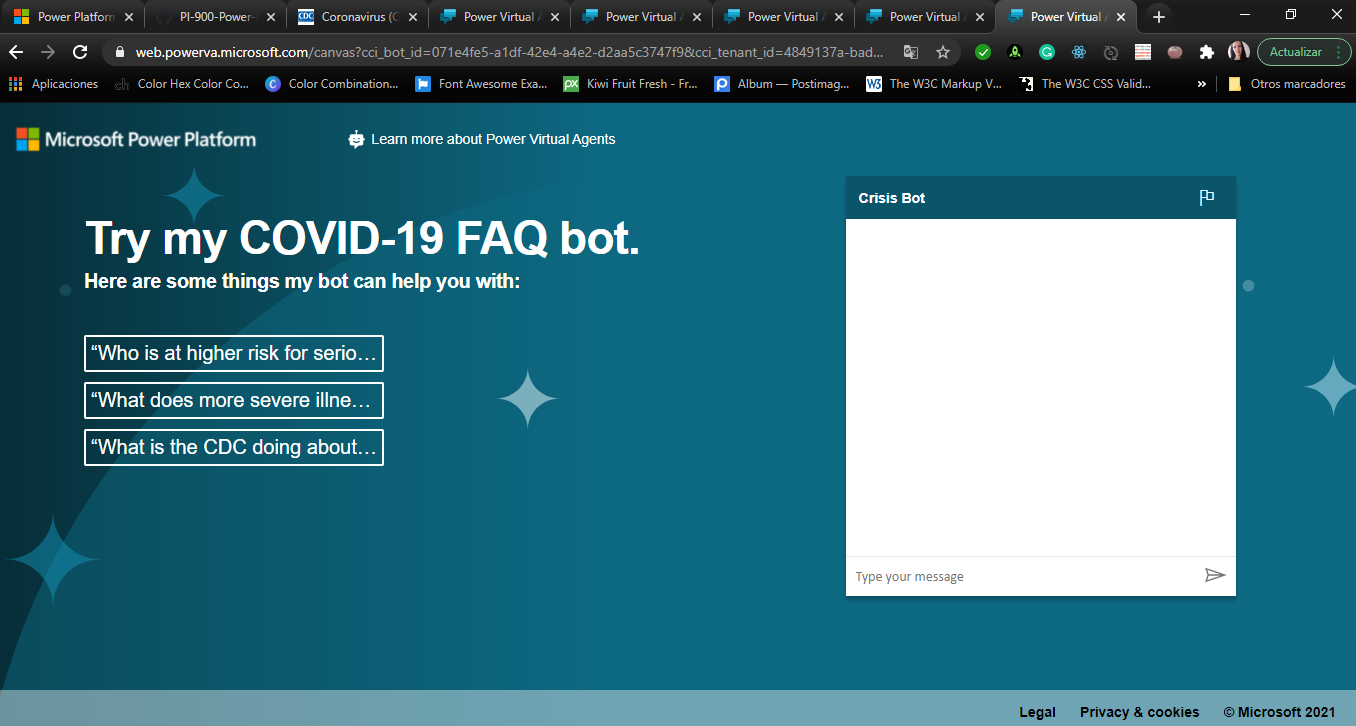 Power Platform
PI-900-Power-
CDC
Coronavirus (C
Power Virtual A
Power Virtual A
Power Virtual A
Power Virtual A
Power Virtual A
web.powerva.microsoft.com/canvas?cci_bot_id=071e4fe5-a1df-42e4-a4e2-d2aa5c3747f9&cci_tenant_id=4849137a-bad...
Actualizar
Aplicaciones
Color Hex Color Co...
Color Combination...
Font Awesome Exa...
Kiwi Fruit Fresh - Fr...
Album — Postimag...
The W3C Markup V...
The W3C CSS Valid...
»
Otros marcadores
Microsoft Power Platform
Learn more about Power Virtual Agents
Crisis Bot
Try my COVID-19 FAQ bot.
Here are some things my bot can help you with:
“Who is at higher risk for serio...
“What does more severe illne...
“What is the CDC doing about...
Type your message
Legal
Privacy & cookies
© Microsoft 2021